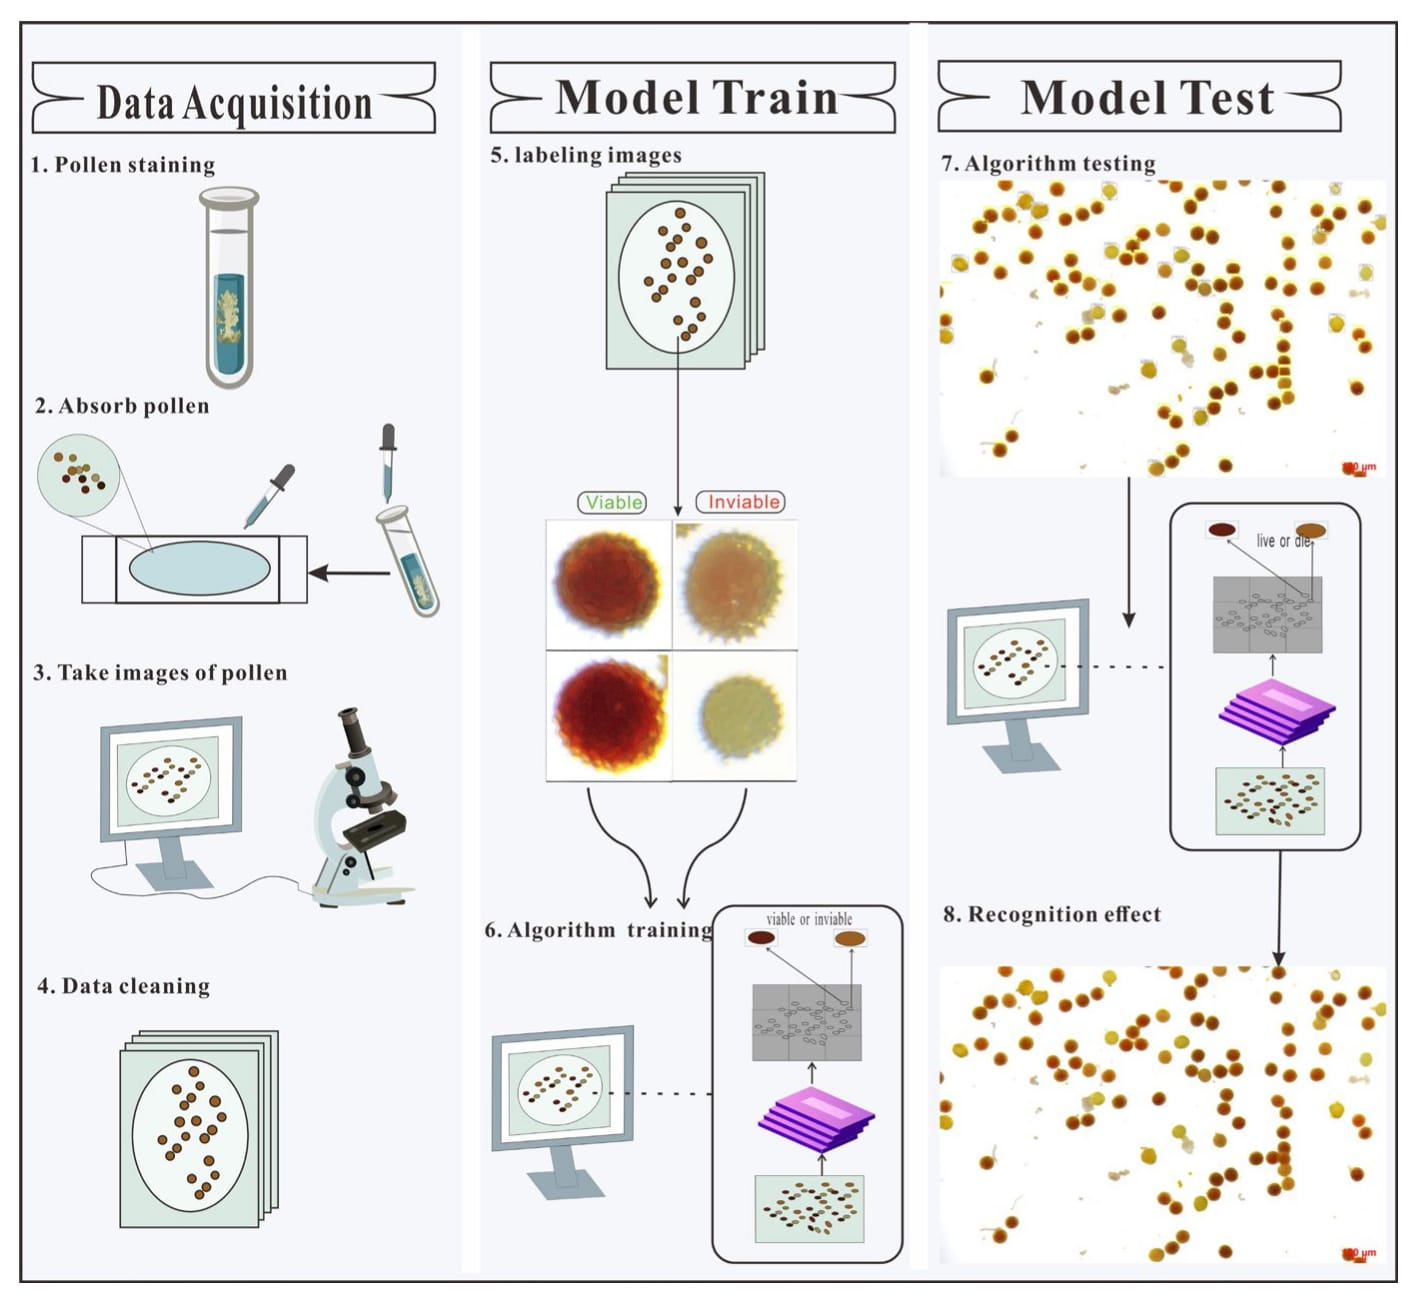 Data Acquisition
1. Pollen staining
2. Absorb pollen
3. Take images of pollen
4. Data cleaning
Model Train
5. labeling images
Viable
Inviable
6. Algorithm training
viable or inviable
Model Test
7. Algorithm testing
µm
live or die
8. Recognition effect
µm